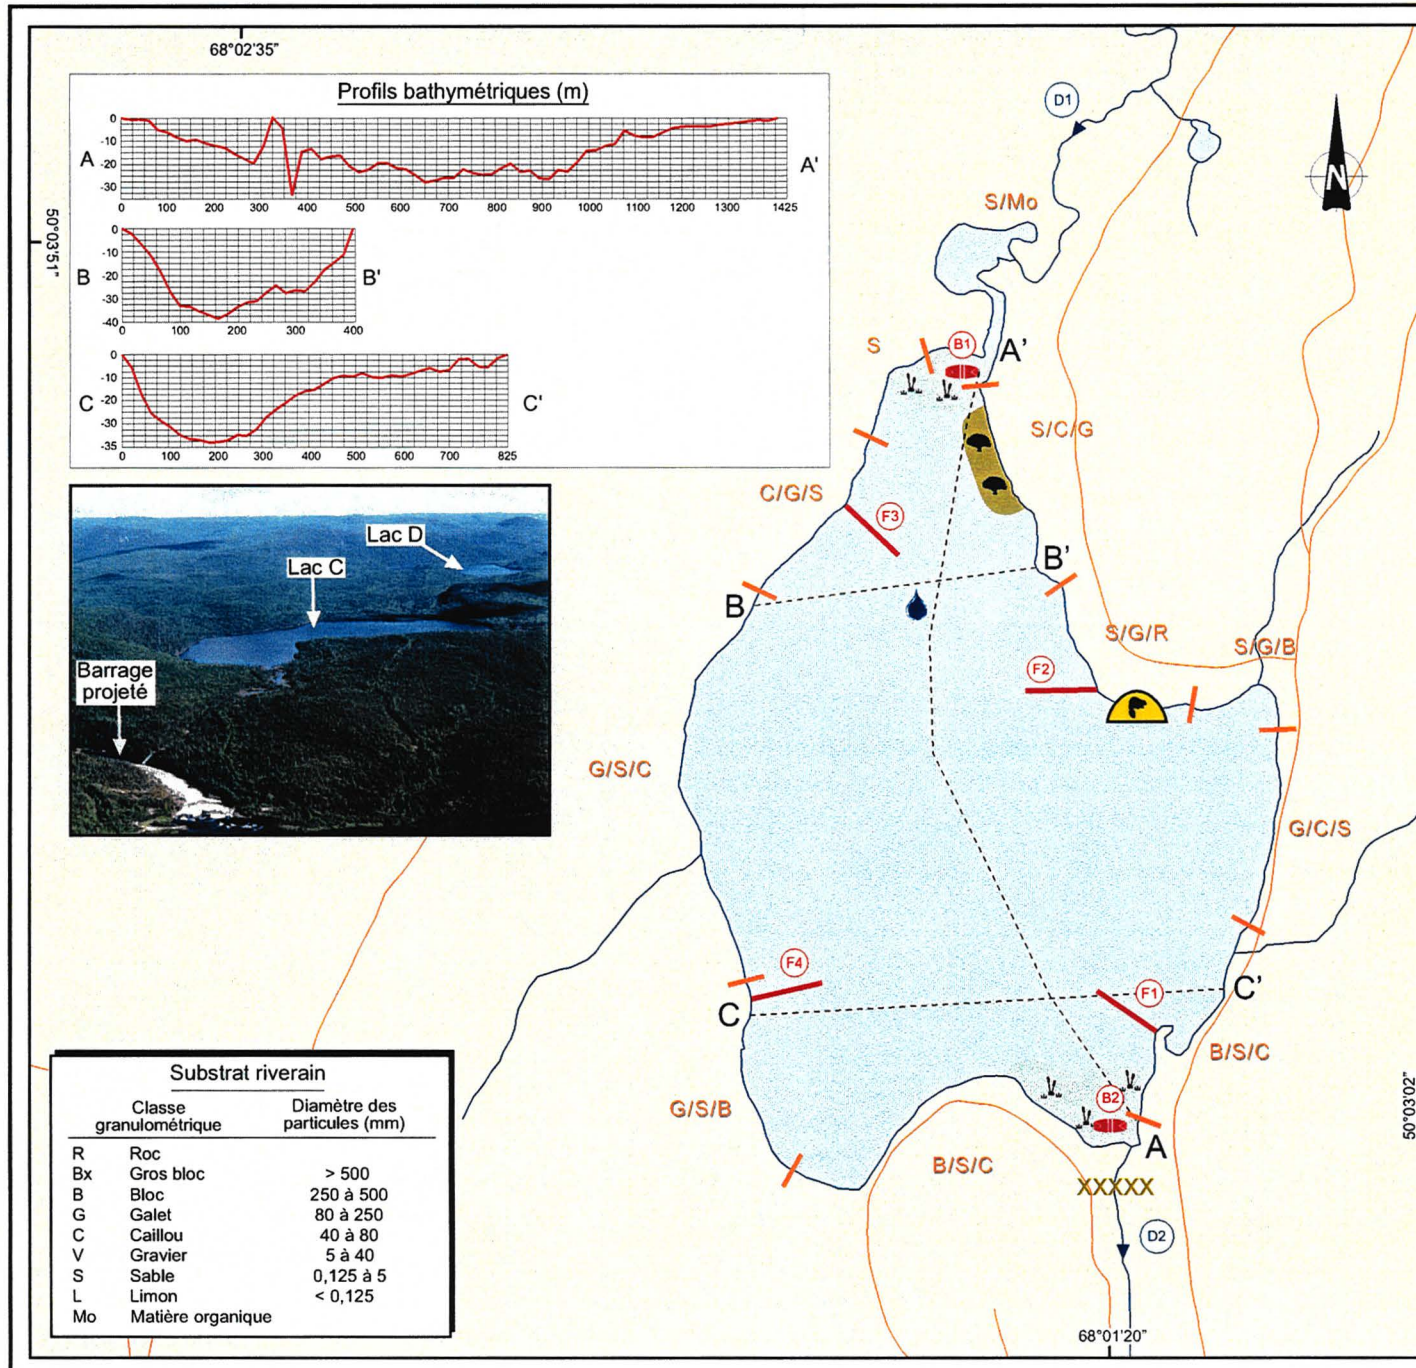 68°02'35"
Profils bathymétriques (m)
0
-10
-20
-30
A
A'
0 100 200 300 400 500 600 700 800 900 1000 1100 1200 1300 1425
0
-10
-20
-30
-40
B
B'
0 100 200 300 400
0
-10
-20
-30
-35
C
C'
0 100 200 300 400 500 600 700 825
50°03'51"
D1
N
S/Mo
S
B1
A'
S/C/G
C/G/S
F3
B'
B
S/G/R
S/G/B
F2
Lac D
Lac C
Barrage
projeté
G/S/C
G/C/S
F4
F1
C
C'
B/S/C
G/S/B
B2
A
B/S/C
XXXXX
D2
50°03'02"
68°01'20"
Substrat riverain
Classe granulométrique
Diamètre des particules (mm)
R Roc
Bx Gros bloc > 500
B Bloc 250 à 500
G Galet 80 à 250
C Caillou 40 à 80
V Gravier 5 à 40
S Sable 0,125 à 5
L Limon < 0,125
Mo Matière organique